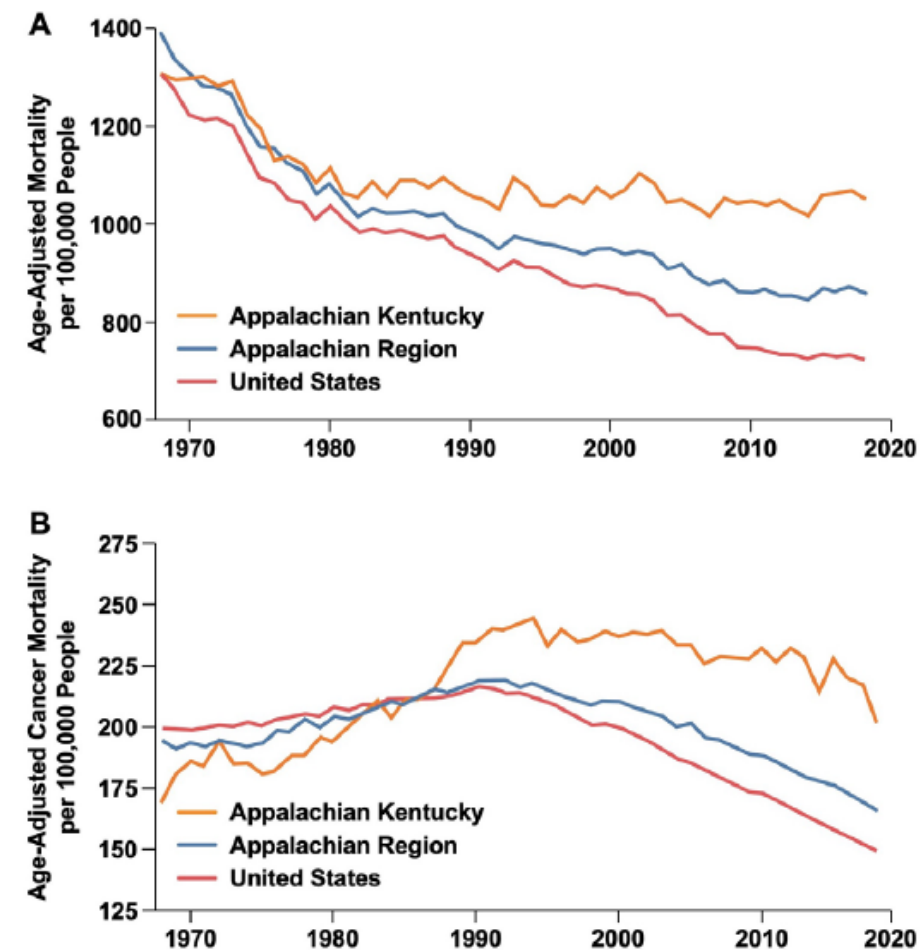 A
Age-Adjusted Mortality
per 100,000 People
1400
1200
1000
800
600
Appalachian Kentucky
Appalachian Region
United States
1970 1980 1990 2000 2010 2020
B
Age-Adjusted Cancer Mortality
per 100,000 People
275
250
225
200
175
150
125
Appalachian Kentucky
Appalachian Region
United States
1970 1980 1990 2000 2010 2020